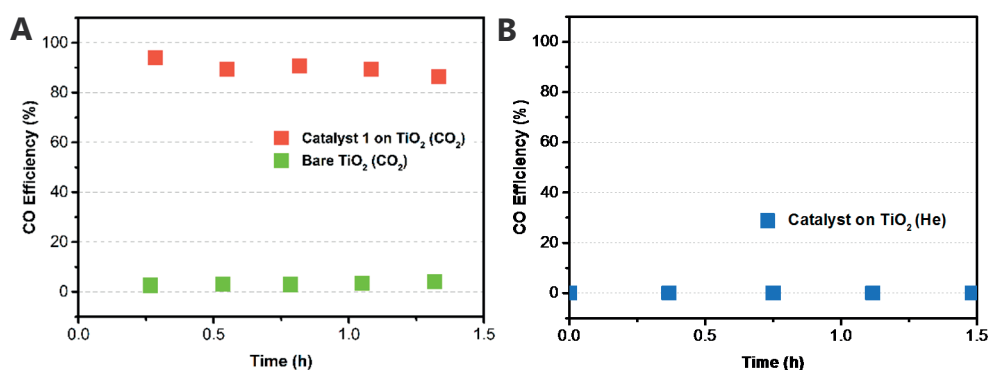 A
CO Efficiency (%)
100
80
60
40
20
0
Catalyst 1 on TiO₂ (CO₂)
Bare TiO₂ (CO₂)
0.0
0.5
1.0
1.5
Time (h)
B
CO Efficiency (%)
100
80
60
40
20
0
Catalyst on TiO₂ (He)
0.0
0.5
1.0
1.5
Time (h)